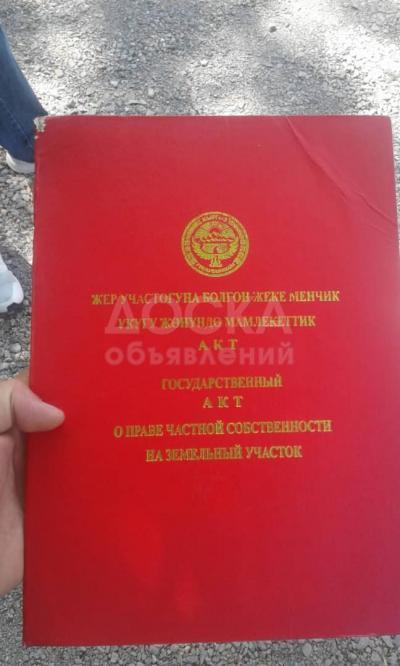 ЖЕР УЧАСТОГУНА БОЛГОН ЖЕКЕ МЕНЧИК
УКУГУ ЖӨНҮНДӨ МАМЛЕКЕТТИК
АКТ
ДОСКА
объявлений
ГОСУДАРСТВЕННЫЙ
АКТ
О ПРАВЕ ЧАСТНОЙ СОБСТВЕННОСТИ
НА ЗЕМЕЛЬНЫЙ УЧАСТОК